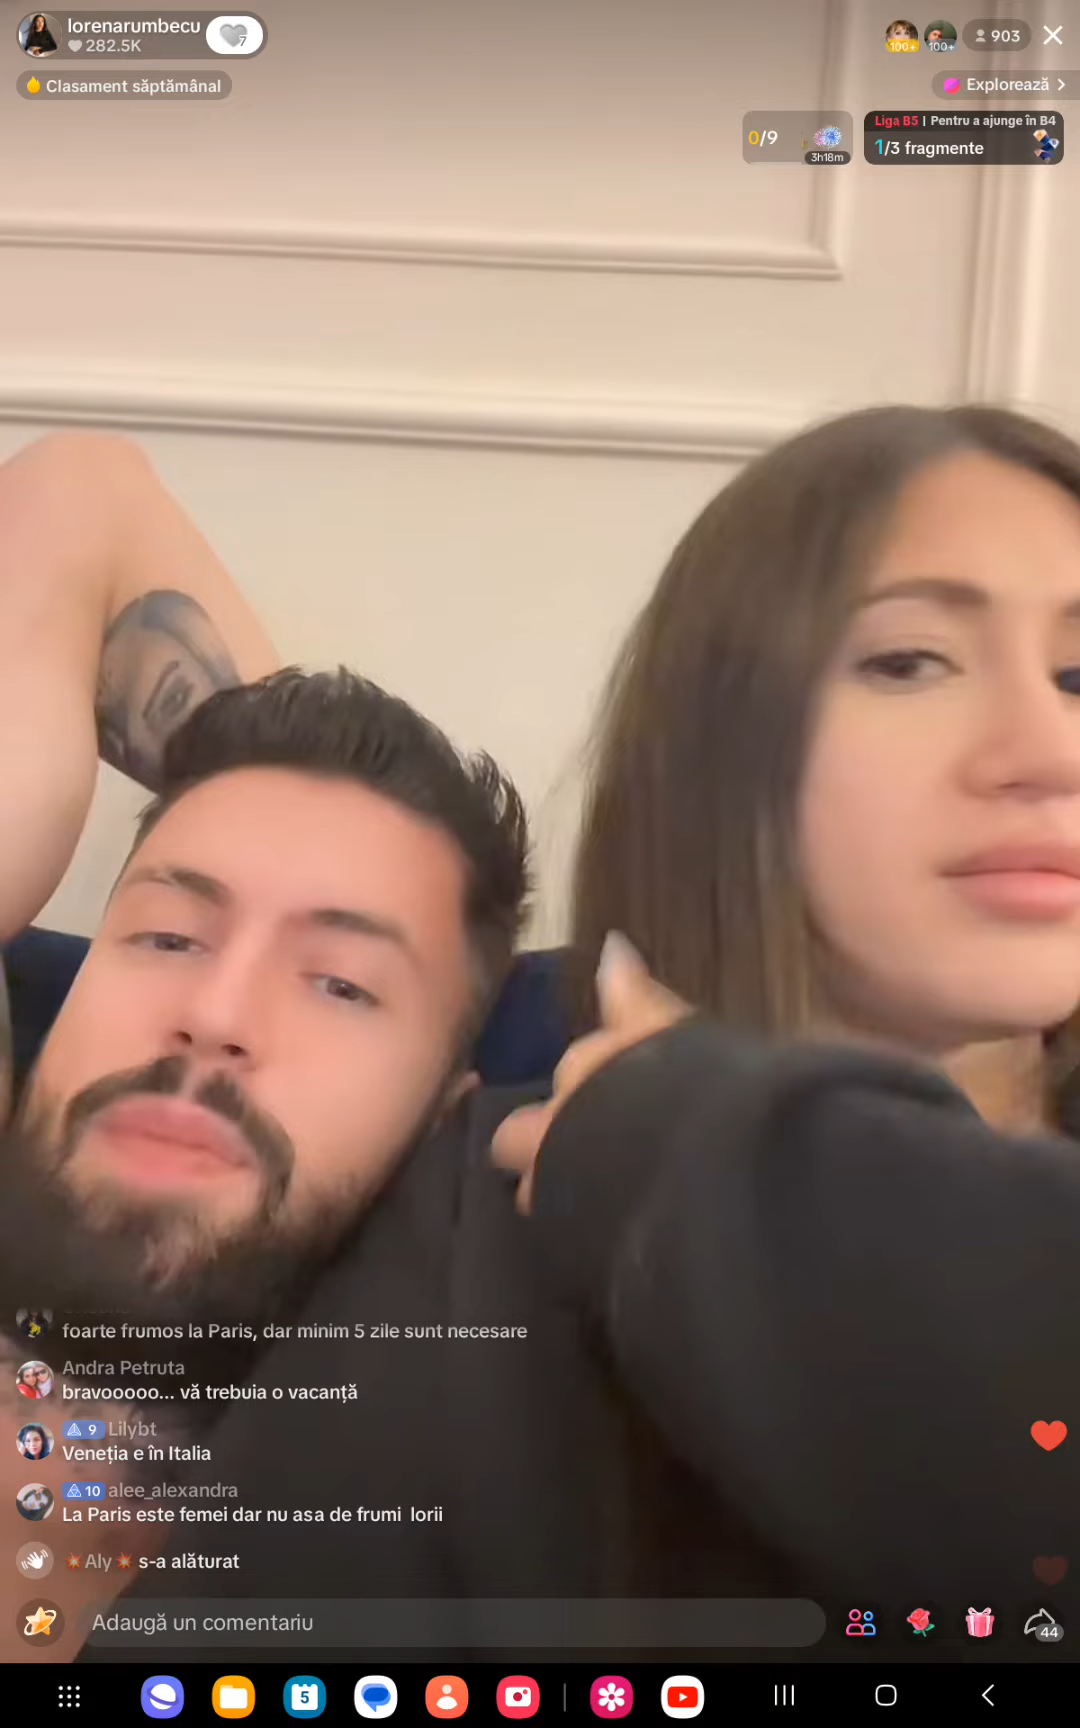 lorenarumbecu
282.5K
7
100+
100+
903
Clasament săptămânal
Explorează
0/9
3h18m
Liga B5 | Pentru a ajunge în B4
1/3 fragmente
foarte frumos la Paris, dar minim 5 zile sunt necesare
Andra Petruta
bravooooo... vă trebuia o vacanță
9 Lilybt
Veneția e în Italia
10 alee_alexandra
La Paris este femei dar nu asa de frumi lorii
💥Aly💥 s-a alăturat
Adaugă un comentariu
44
5